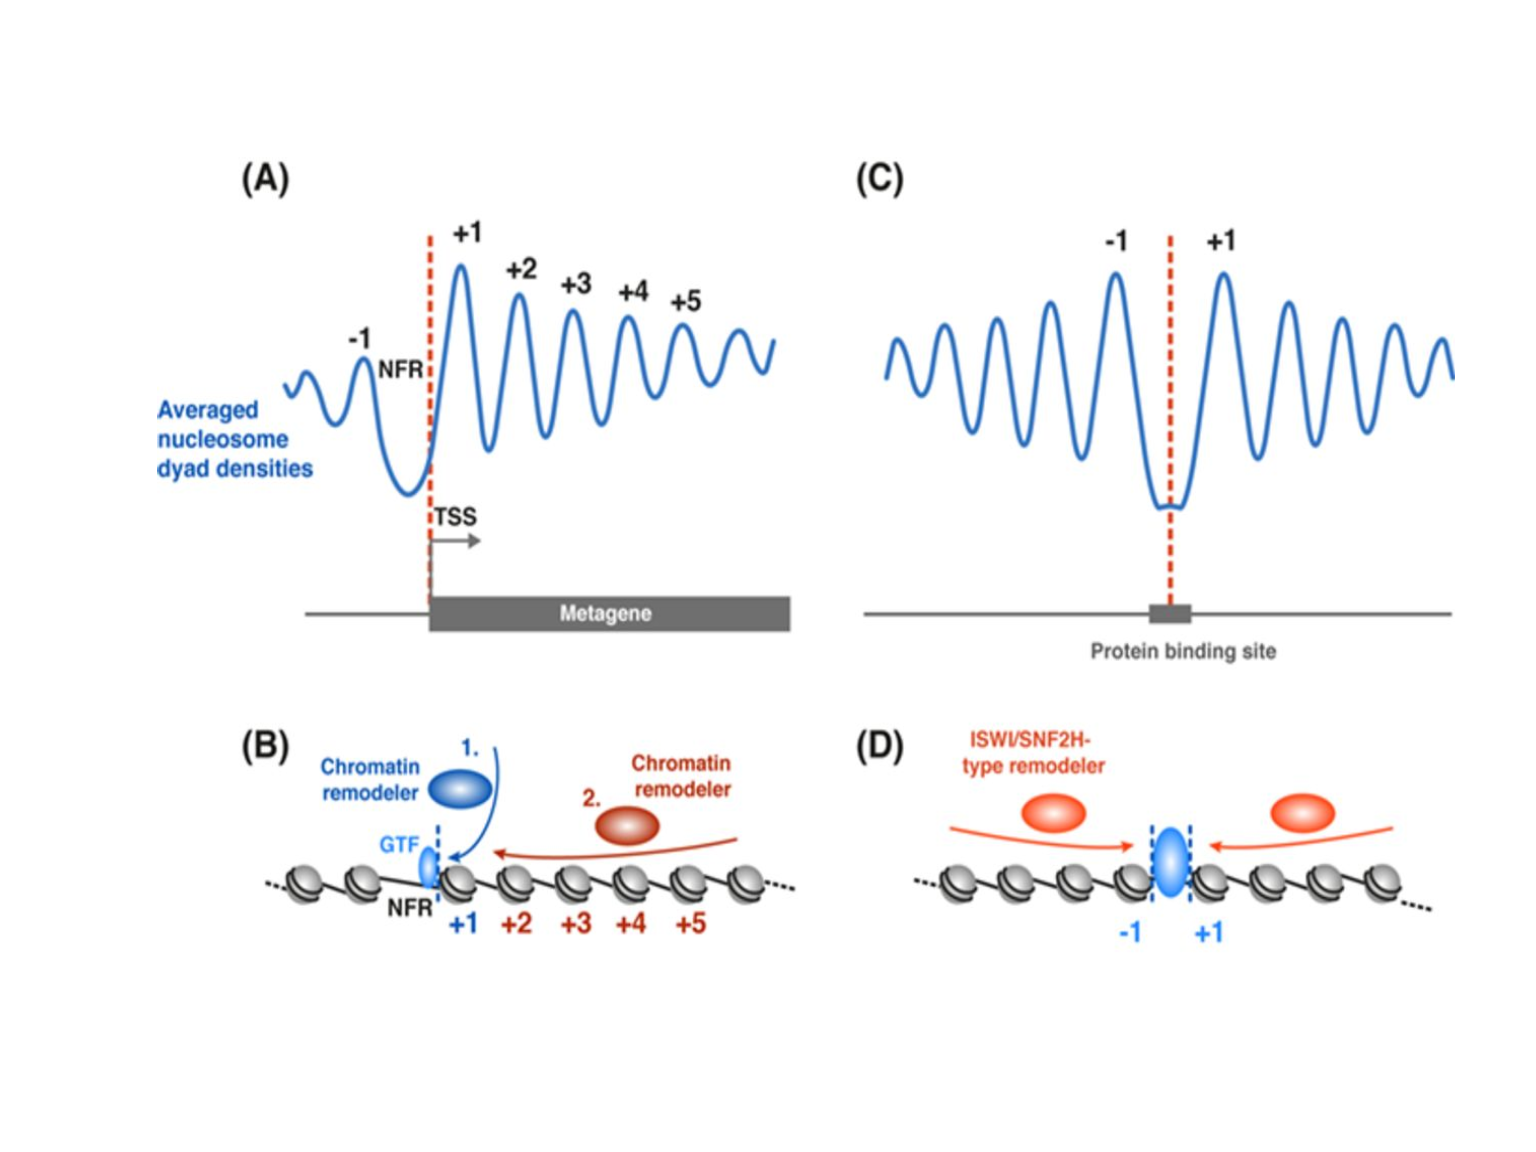 (A)
+1
+2
+3
+4
+5
-1
NFR
Averaged
nucleosome
dyad densities
TSS
Metagene
(C)
-1
+1
Protein binding site
(B)
1.
Chromatin
remodeler
2.
Chromatin
remodeler
GTF
NFR
+1
+2
+3
+4
+5
(D)
ISWI/SNF2H-
type remodeler
-1
+1